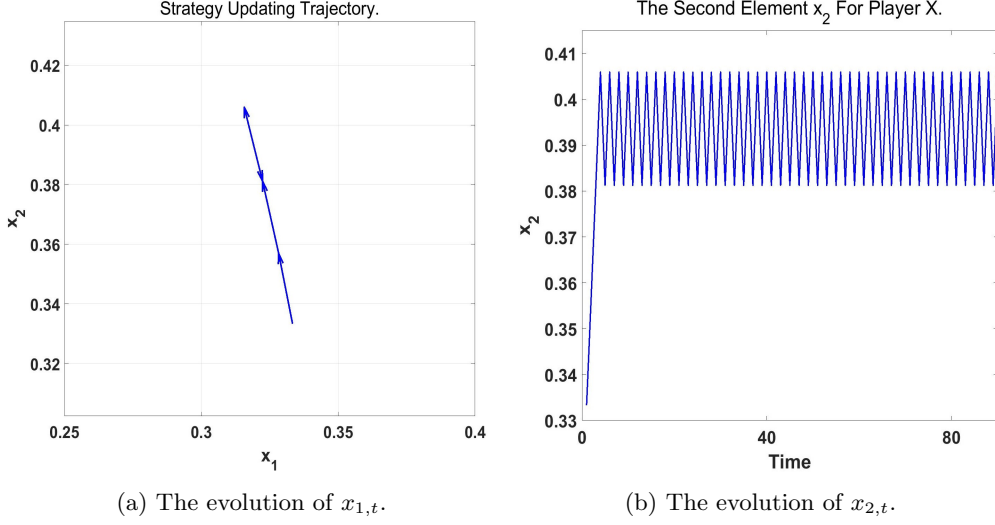 Strategy Updating Trajectory.
0.42
0.4
0.38
0.36
0.34
0.32
x₂
0.25
0.3
0.35
0.4
x₁
(a) The evolution of x₁,ₜ.
The Second Element x₂ For Player X.
0.41
0.4
0.39
0.38
0.37
0.36
0.35
0.34
0.33
x₂
0
40
80
Time
(b) The evolution of x₂,ₜ.